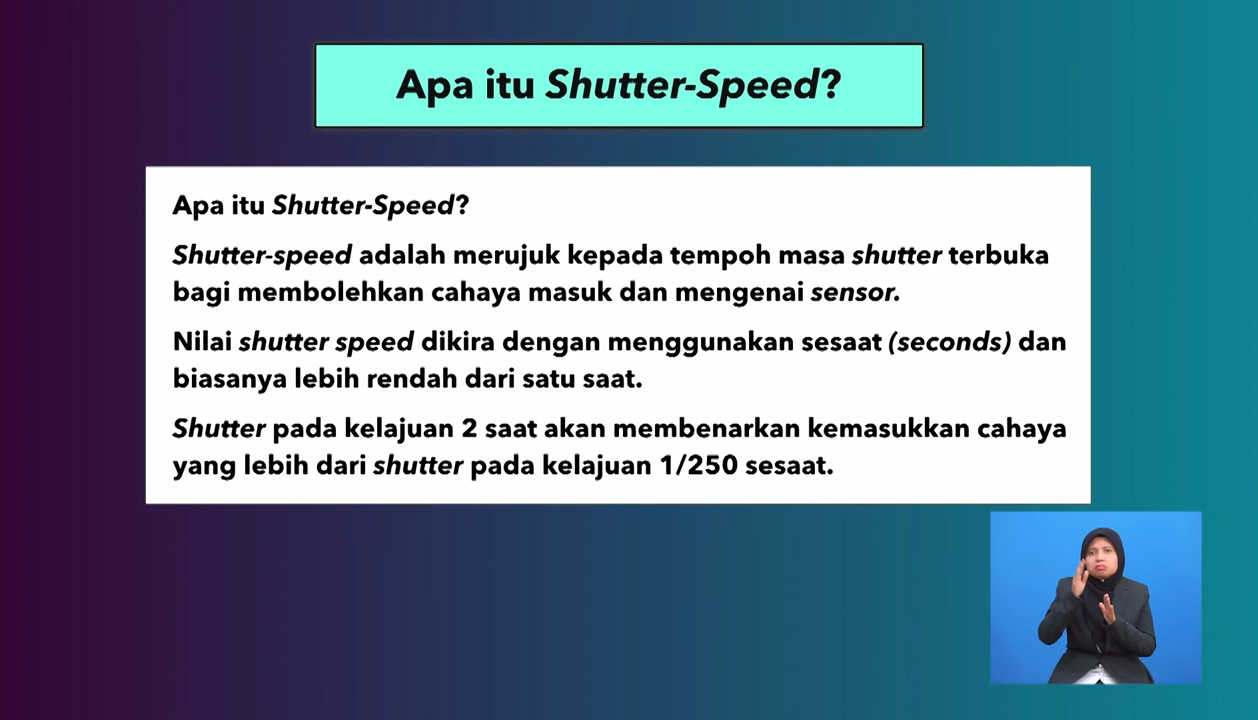 Apa itu Shutter-Speed?
Apa itu Shutter-Speed?
Shutter-speed adalah merujuk kepada tempoh masa shutter terbuka
bagi membolehkan cahaya masuk dan mengenai sensor.
Nilai shutter speed dikira dengan menggunakan sesaat (seconds) dan
biasanya lebih rendah dari satu saat.
Shutter pada kelajuan 2 saat akan membenarkan kemasukkan cahaya
yang lebih dari shutter pada kelajuan 1/250 sesaat.